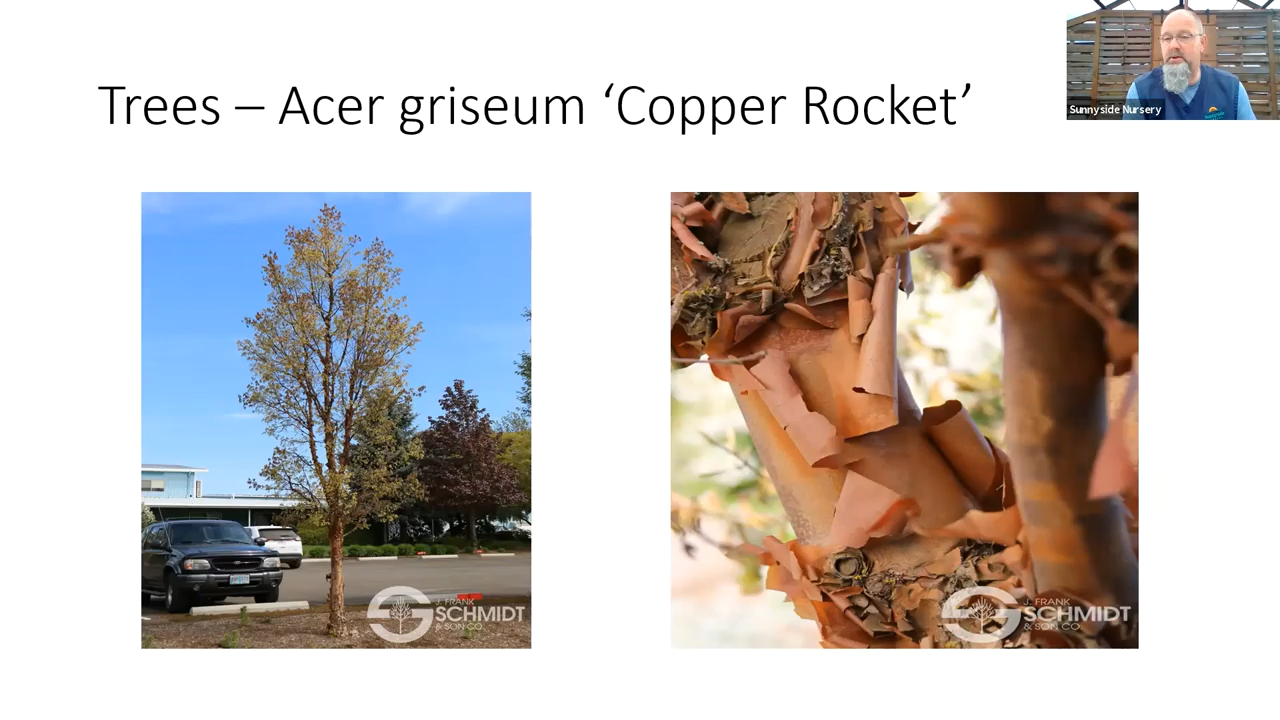 Trees – Acer griseum ‘Copper Rocket’
Sunnyside Nursery
J. FRANK
SCHMIDT
& SON CO.
J. FRANK
SCHMIDT
& SON CO.